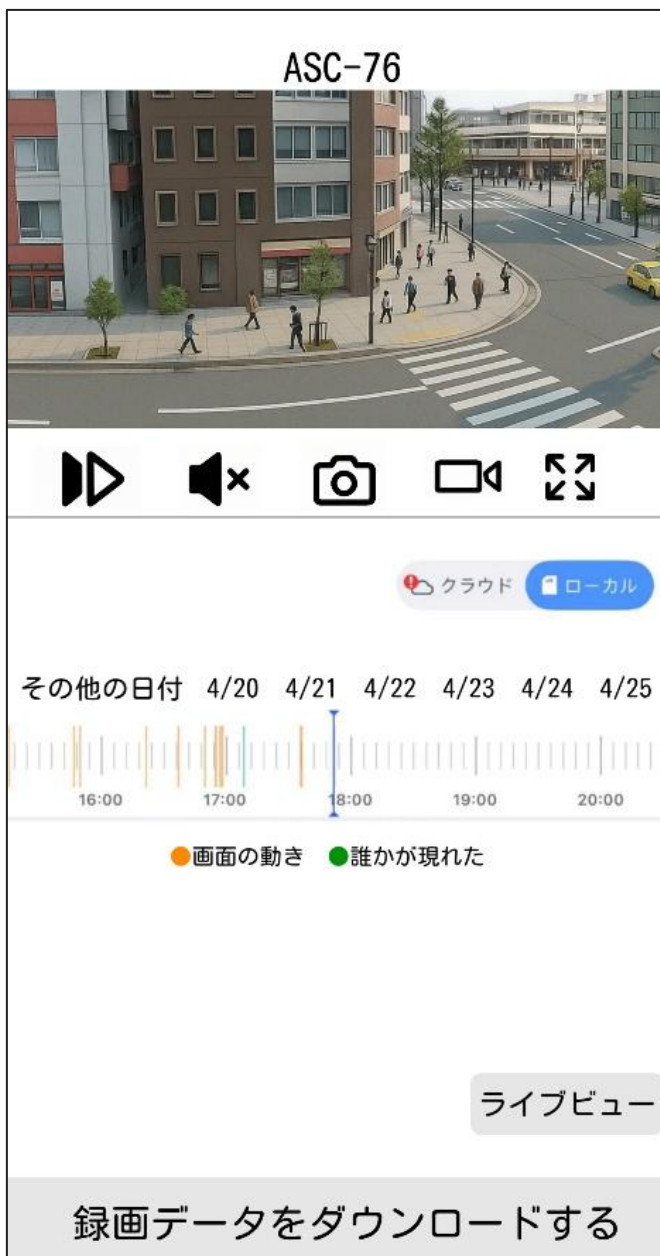 ASC-76
クラウド ローカル
その他の日付 4/20 4/21 4/22 4/23 4/24 4/25
16:00 17:00 18:00 19:00 20:00
画面の動き 誰かが現れた
ライブビュー
録画データをダウンロードする